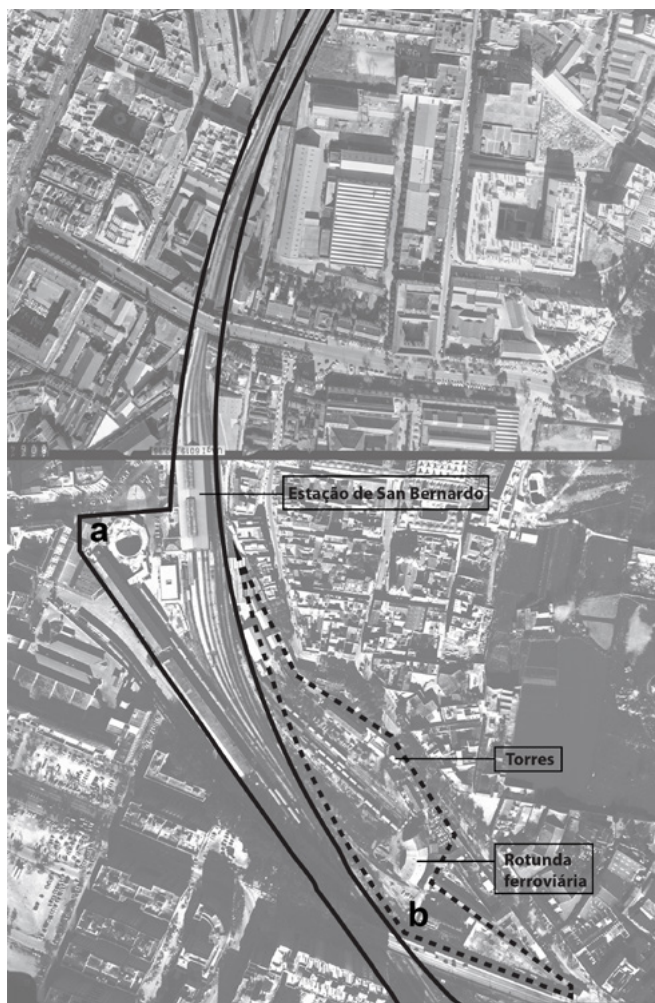 Estação de San Bernardo
a
Torres
Rotunda
ferroviária
b